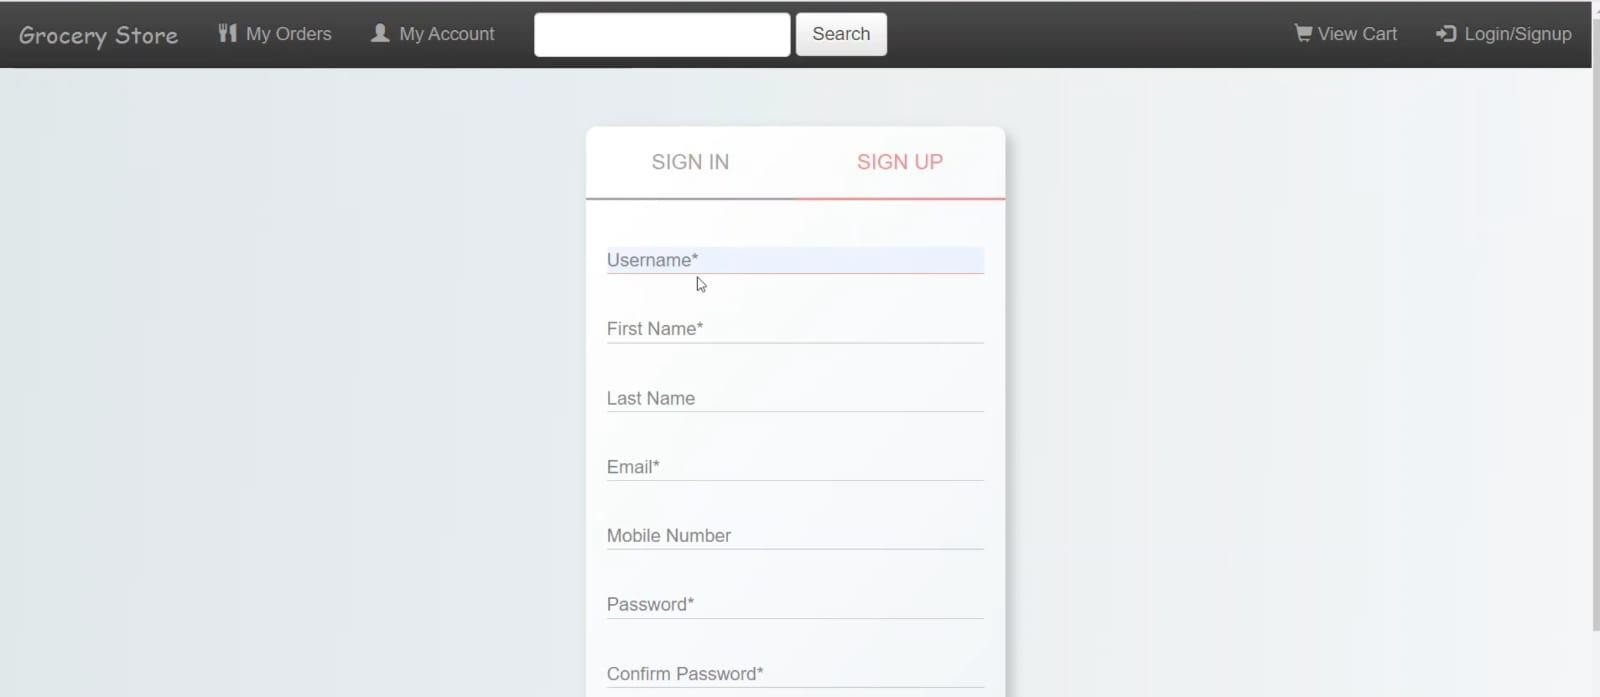 Grocery Store My Orders My Account Search View Cart Login/Signup
SIGN IN SIGN UP
Username*
First Name*
Last Name
Email*
Mobile Number
Password*
Confirm Password*